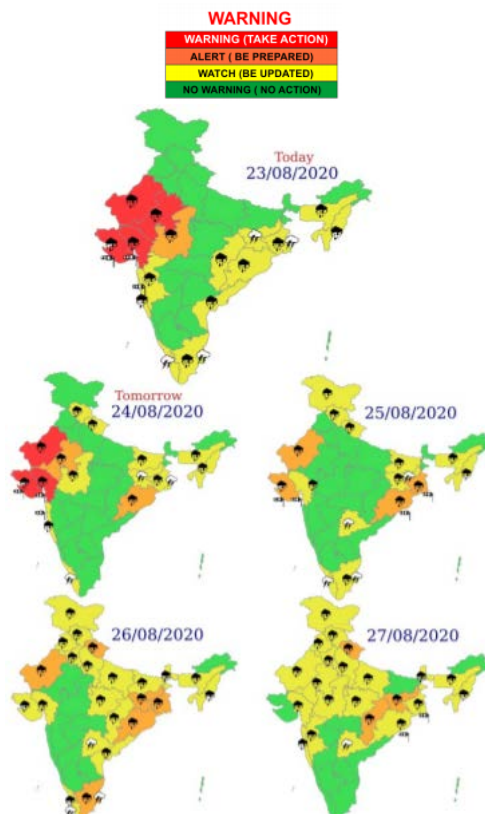 WARNING
WARNING (TAKE ACTION)
ALERT ( BE PREPARED)
WATCH (BE UPDATED)
NO WARNING ( NO ACTION)
Today
23/08/2020
Tomorrow
24/08/2020
25/08/2020
26/08/2020
27/08/2020